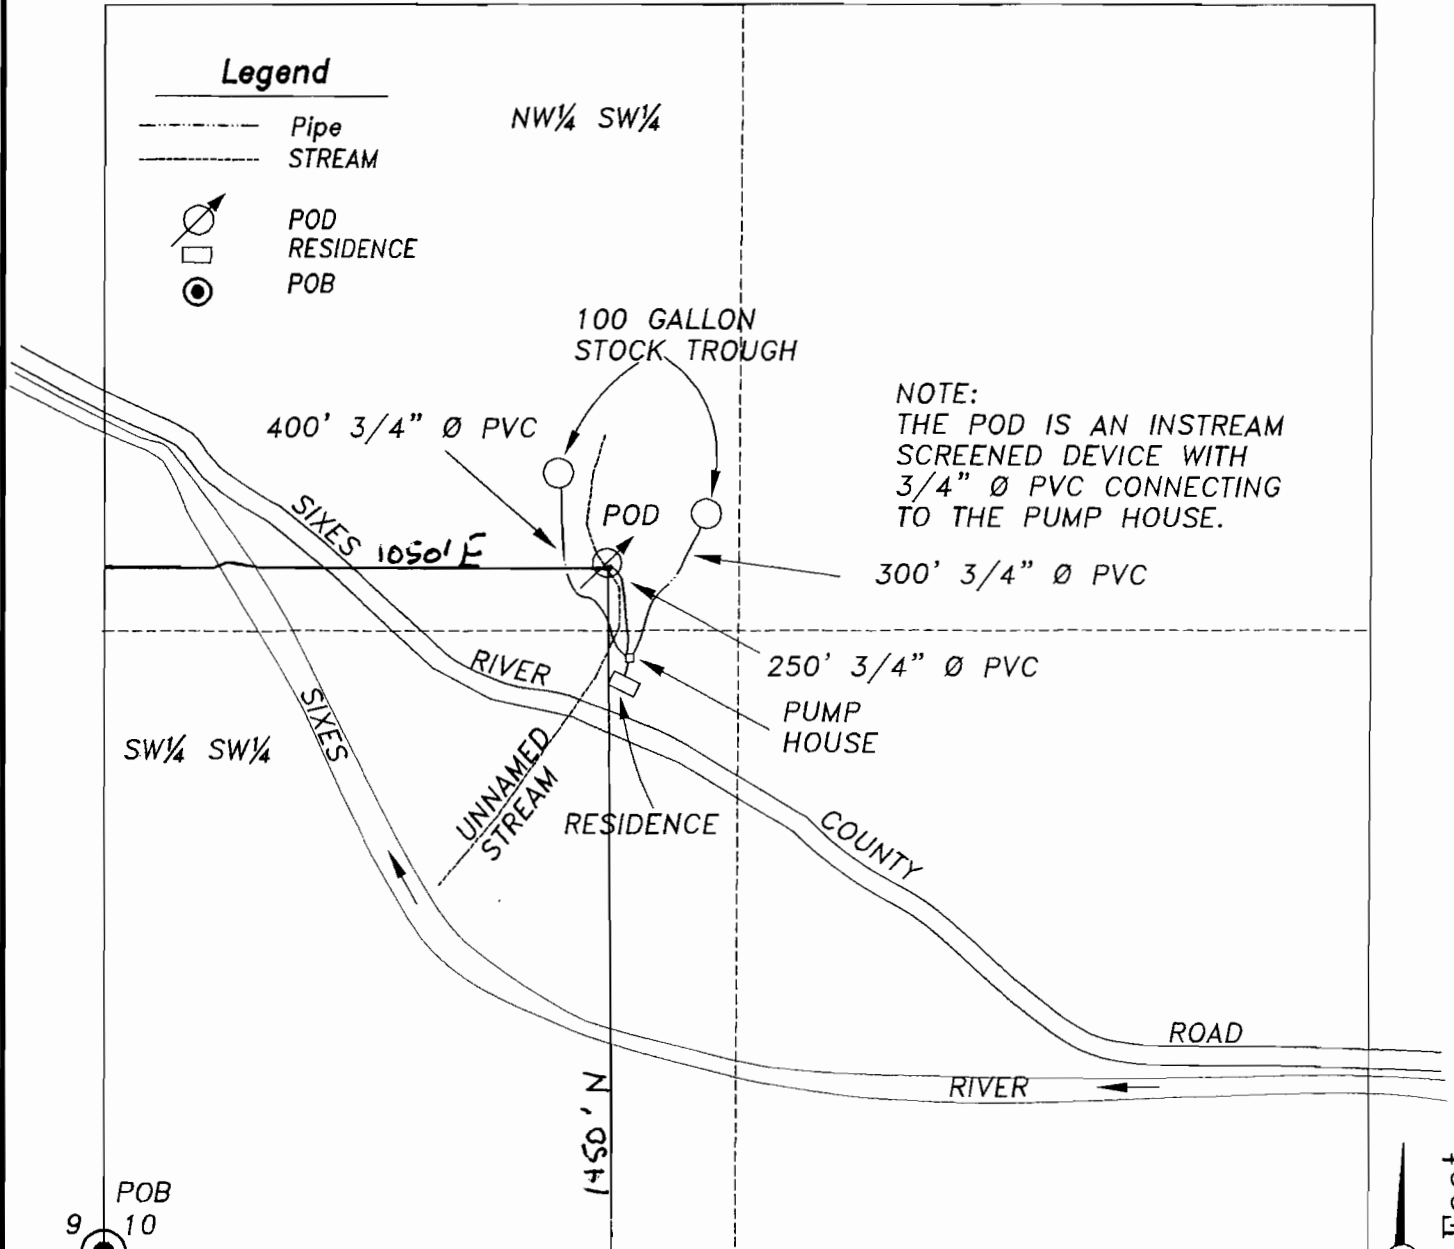 Legend
Pipe
STREAM
POD
RESIDENCE
POB
NW¼ SW¼
100 GALLON
STOCK TROUGH
400' 3/4" Ø PVC
NOTE:
THE POD IS AN INSTREAM
SCREENED DEVICE WITH
3/4" Ø PVC CONNECTING
TO THE PUMP HOUSE.
SIXES
POD
1050' E
300' 3/4" Ø PVC
RIVER
250' 3/4" Ø PVC
SIXES
PUMP
HOUSE
SW¼ SW¼
UNNAMED
STREAM
RESIDENCE
COUNTY
ROAD
RIVER
1450' N
POB
9 10